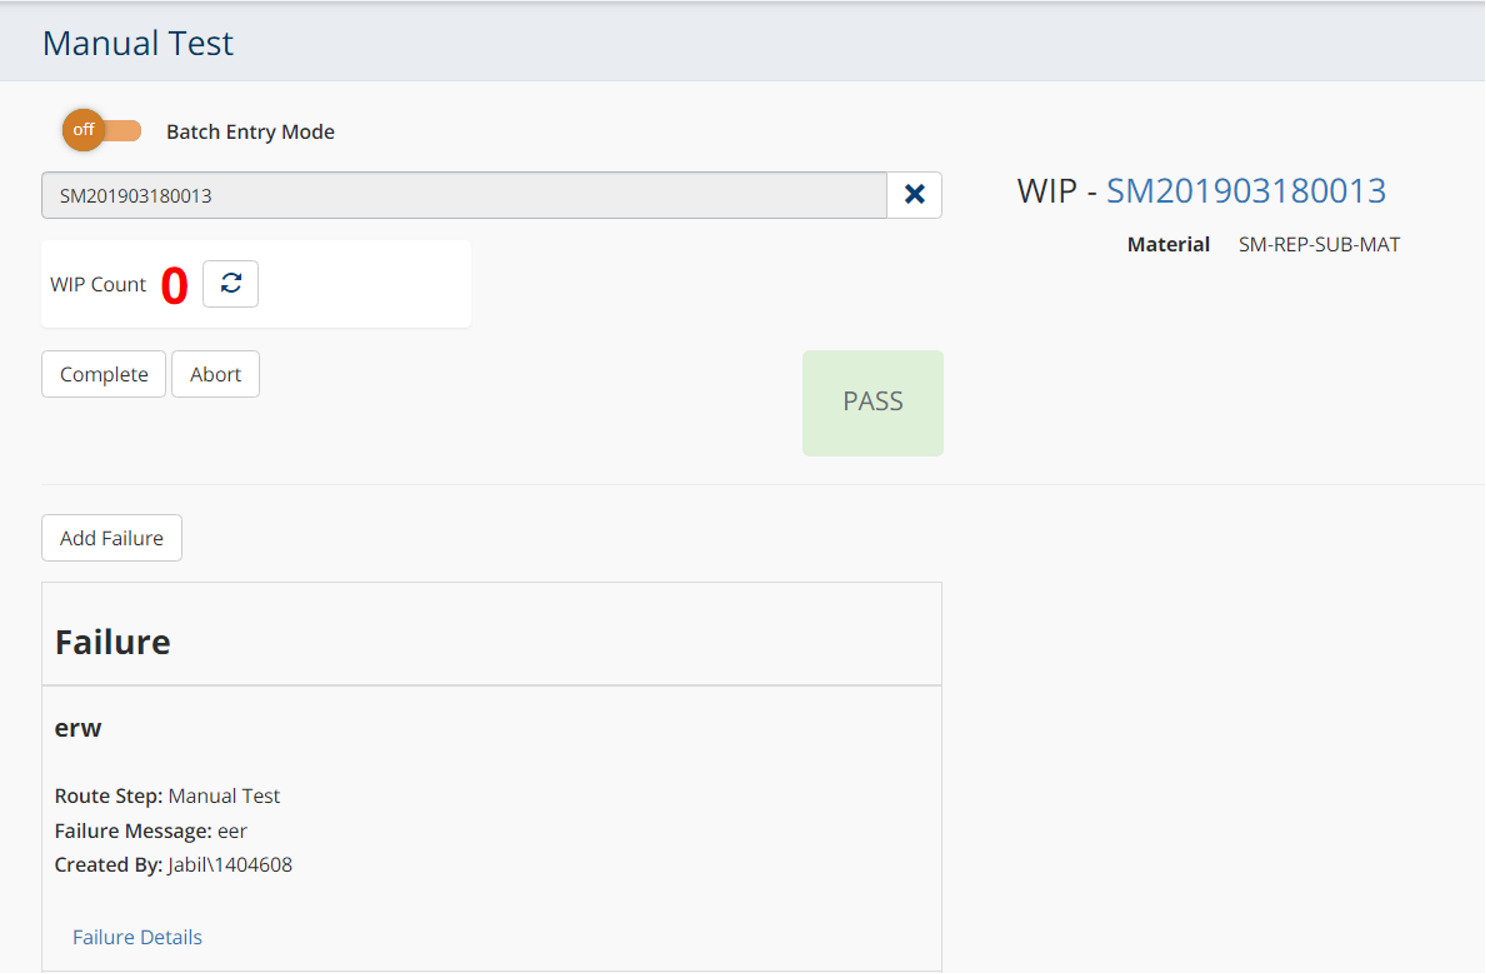 Manual Test
off Batch Entry Mode
SM201903180013
WIP - SM201903180013
Material SM-REP-SUB-MAT
WIP Count 0
Complete Abort
PASS
Add Failure
Failure
erw
Route Step: Manual Test
Failure Message: eer
Created By: Jabil\1404608
Failure Details